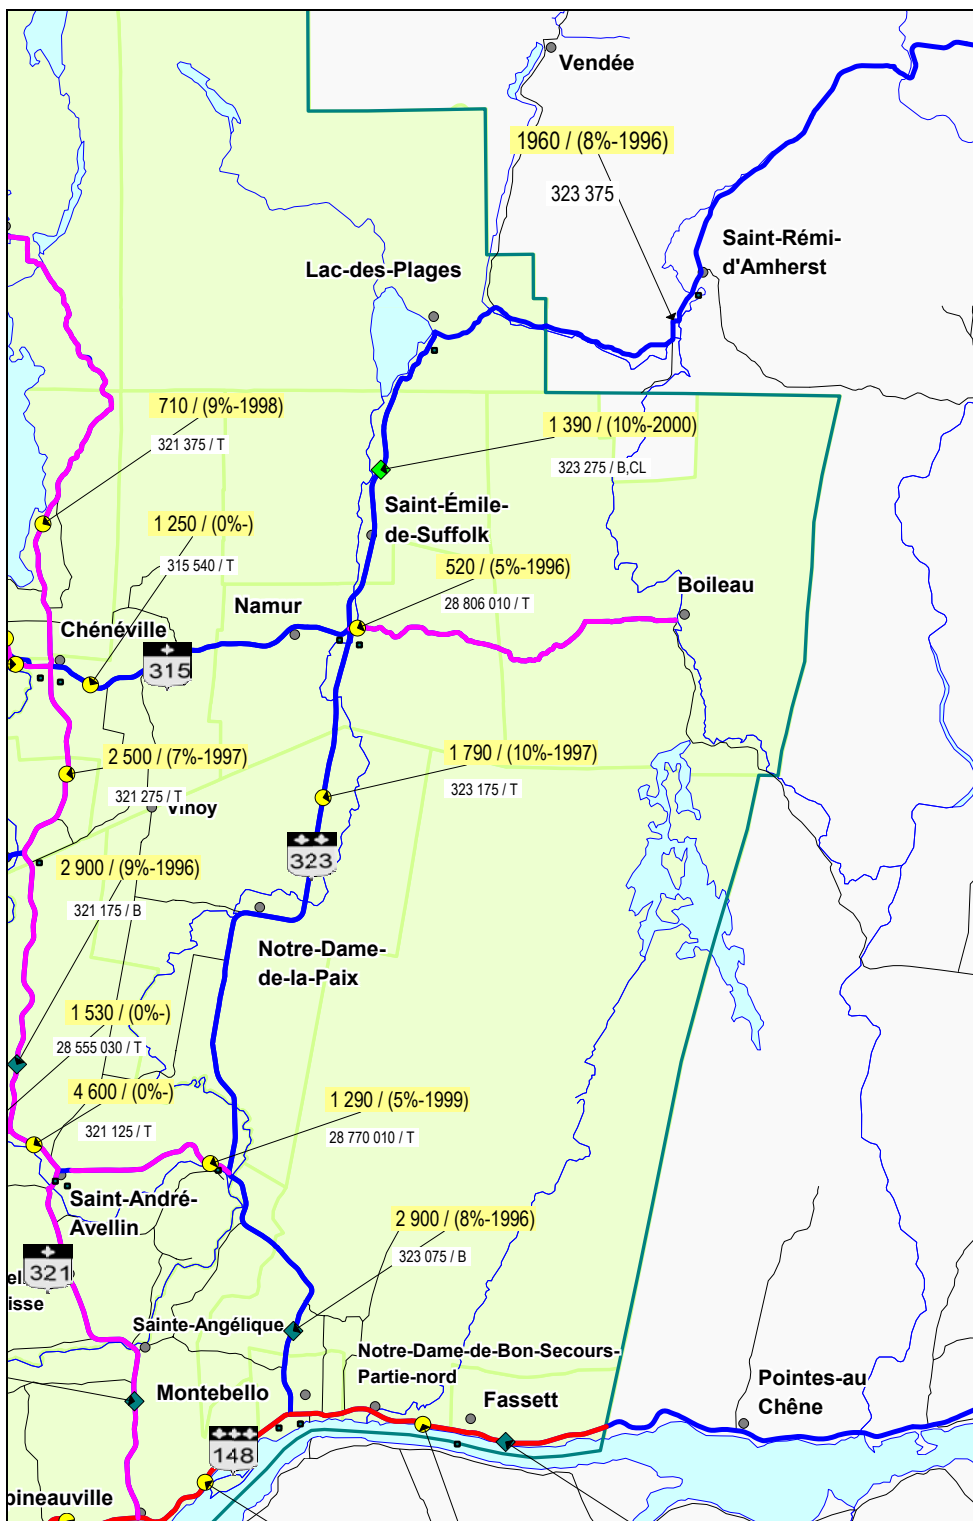 Vendée
1960 / (8%-1996)
323 375
Saint-Rémi-
d'Amherst
Lac-des-Plages
710 / (9%-1998)
321 375 / T
1 390 / (10%-2000)
323 275 / B,CL
Saint-Émile-
de-Suffolk
1 250 / (0%-)
315 540 / T
520 / (5%-1996)
28 806 010 / T
Boileau
Namur
Chénéville
315
2 500 / (7%-1997)
321 275 / T
Vinoy
1 790 / (10%-1997)
323 175 / T
323
2 900 / (9%-1996)
321 175 / B
Notre-Dame-
de-la-Paix
1 530 / (0%-)
28 555 030 / T
4 600 / (0%-)
321 125 / T
1 290 / (5%-1999)
28 770 010 / T
Saint-André-
Avellin
2 900 / (8%-1996)
323 075 / B
321
isse
Sainte-Angélique
Notre-Dame-de-Bon-Secours-
Partie-nord
Montebello
Fassett
Pointes-au
Chêne
148
pineauville